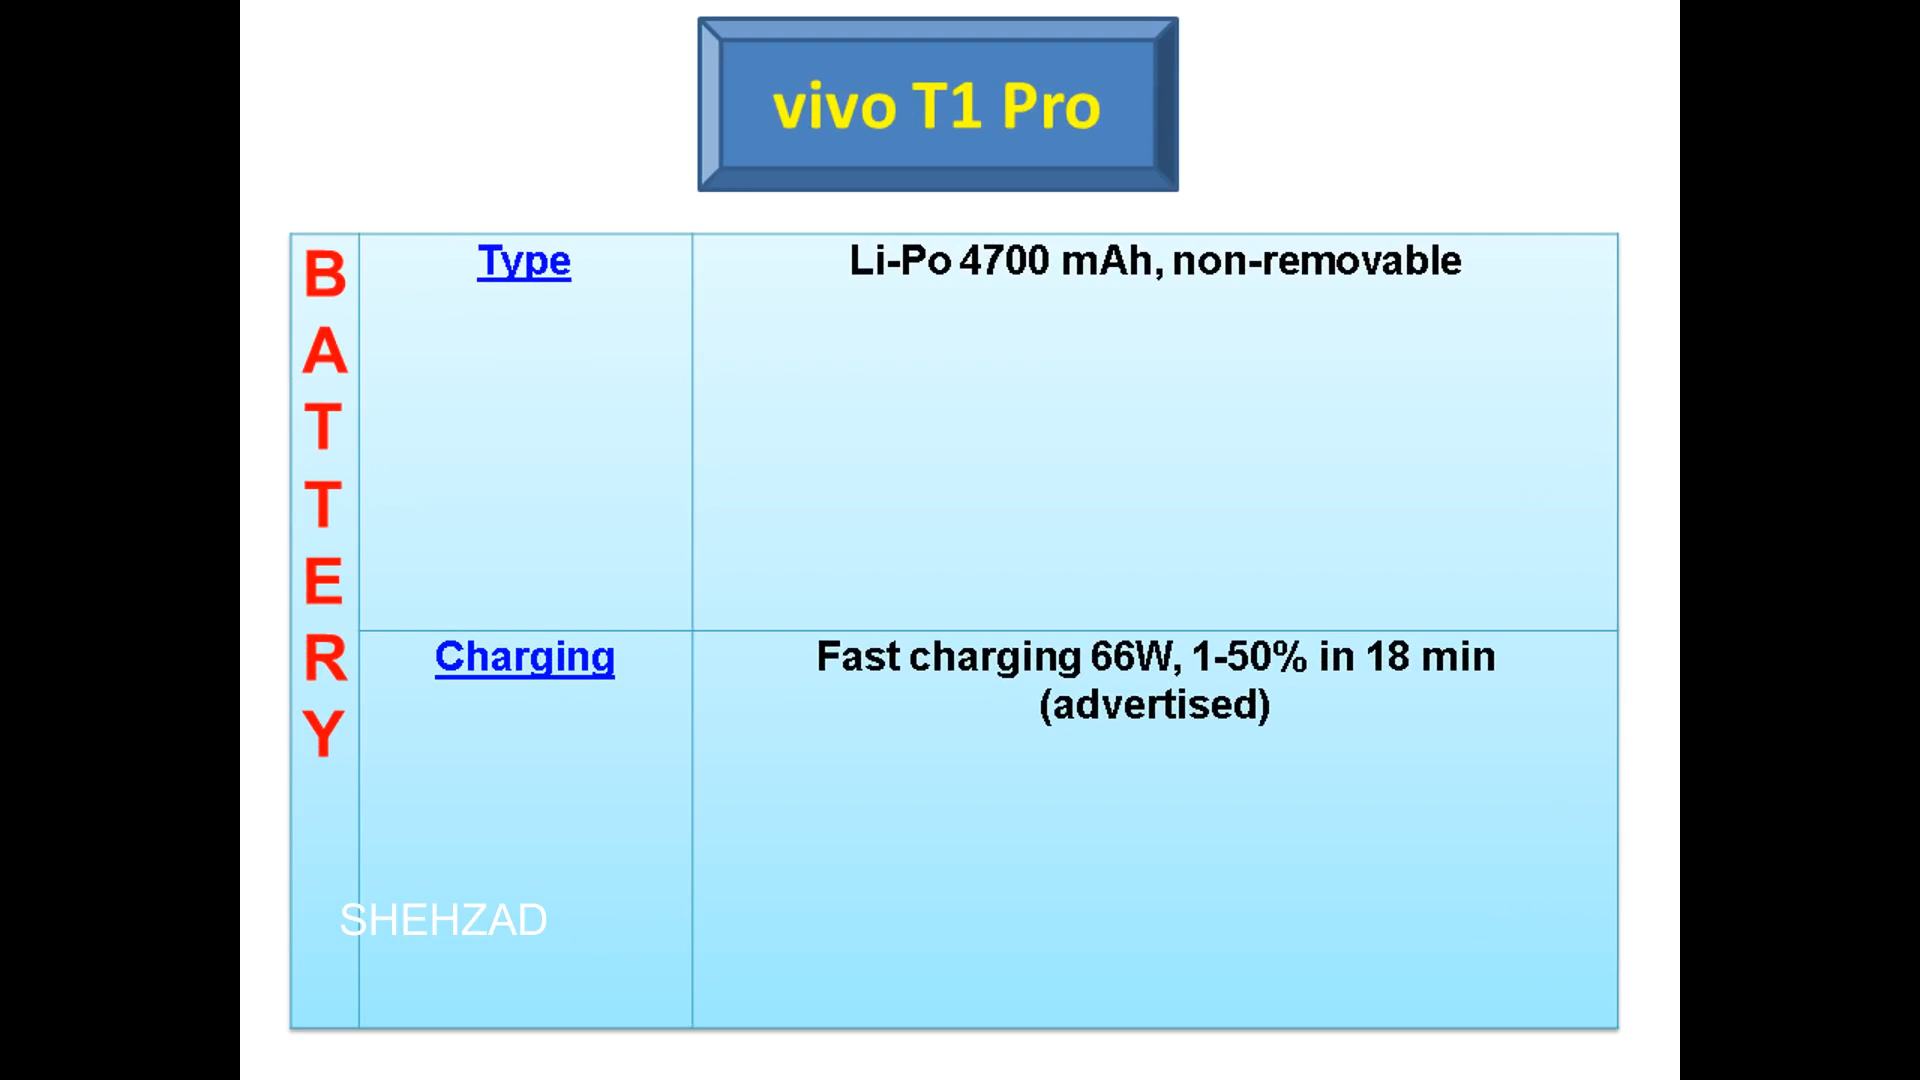 vivo T1 Pro
BATTERY
Type
Li-Po 4700 mAh, non-removable
Charging
Fast charging 66W, 1-50% in 18 min
(advertised)
SHEHZAD